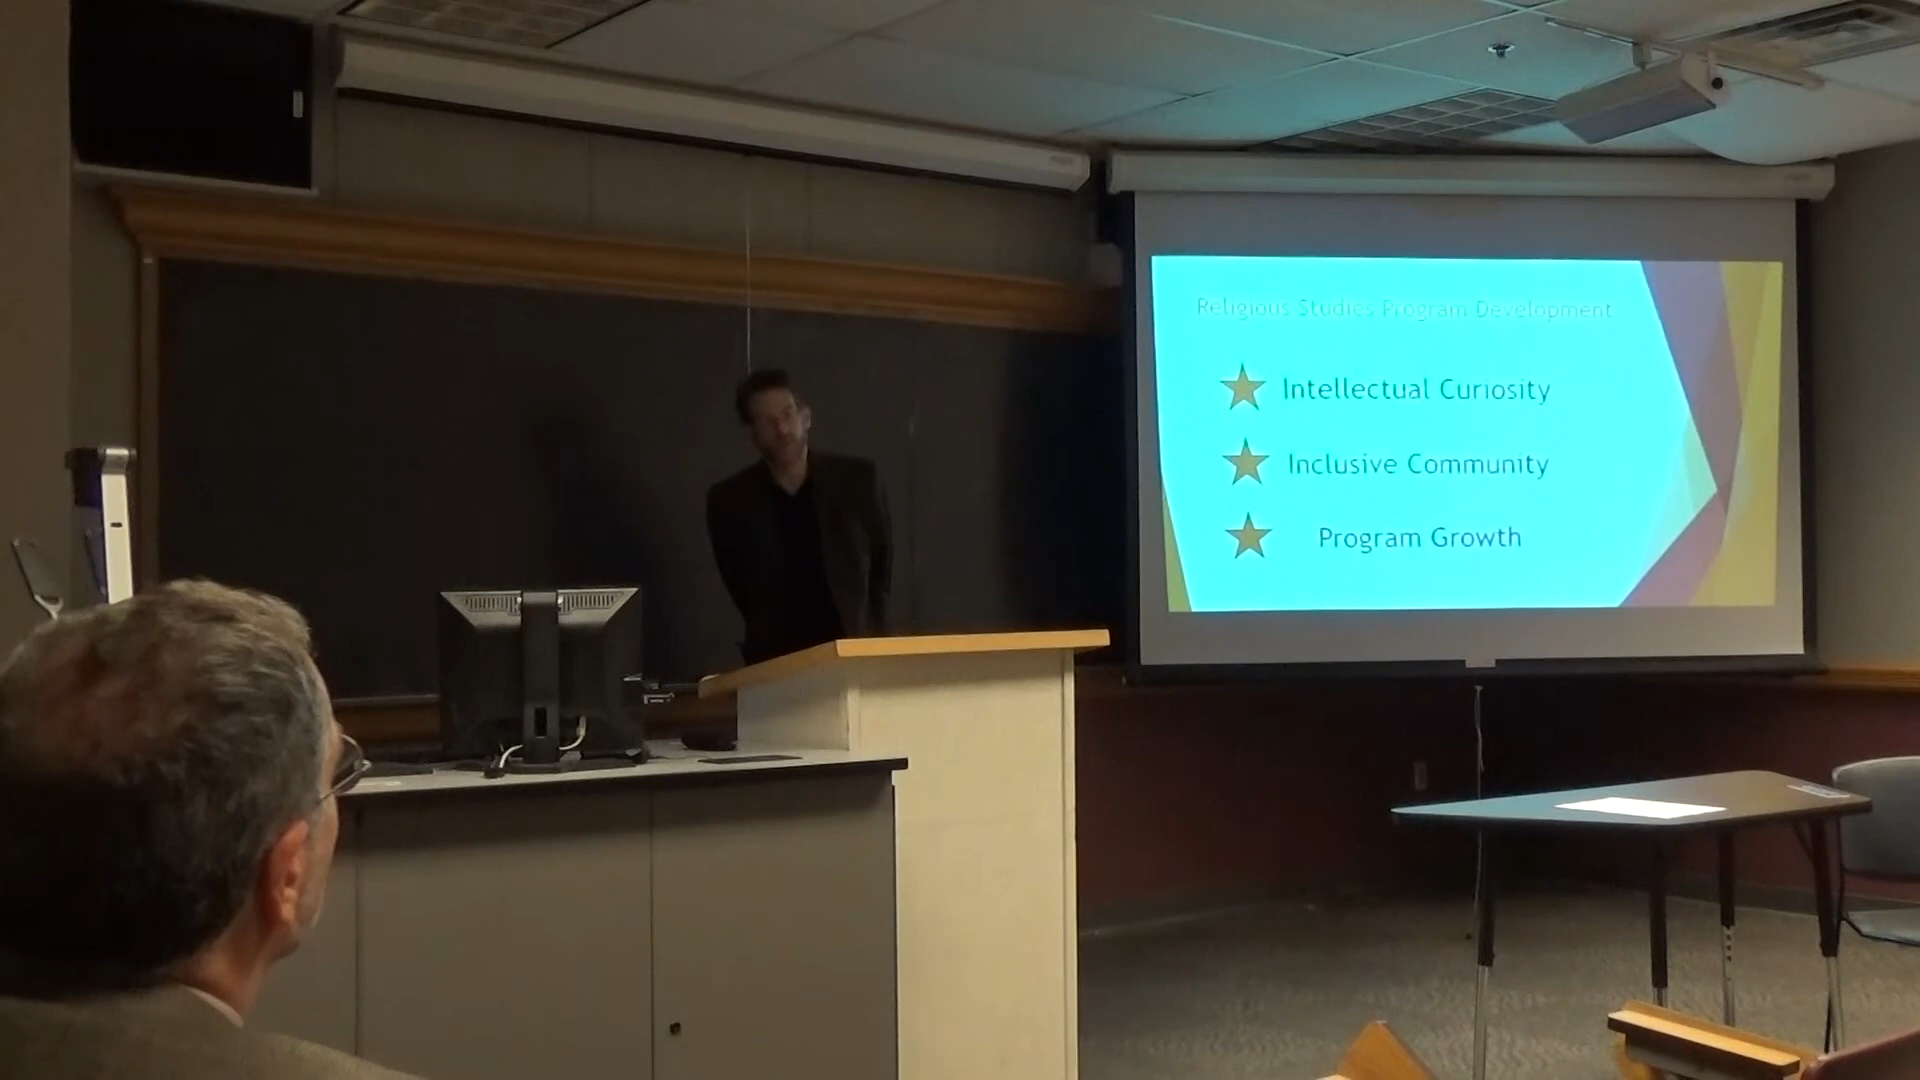 Religious Studies Program Development
Intellectual Curiosity
Inclusive Community
Program Growth